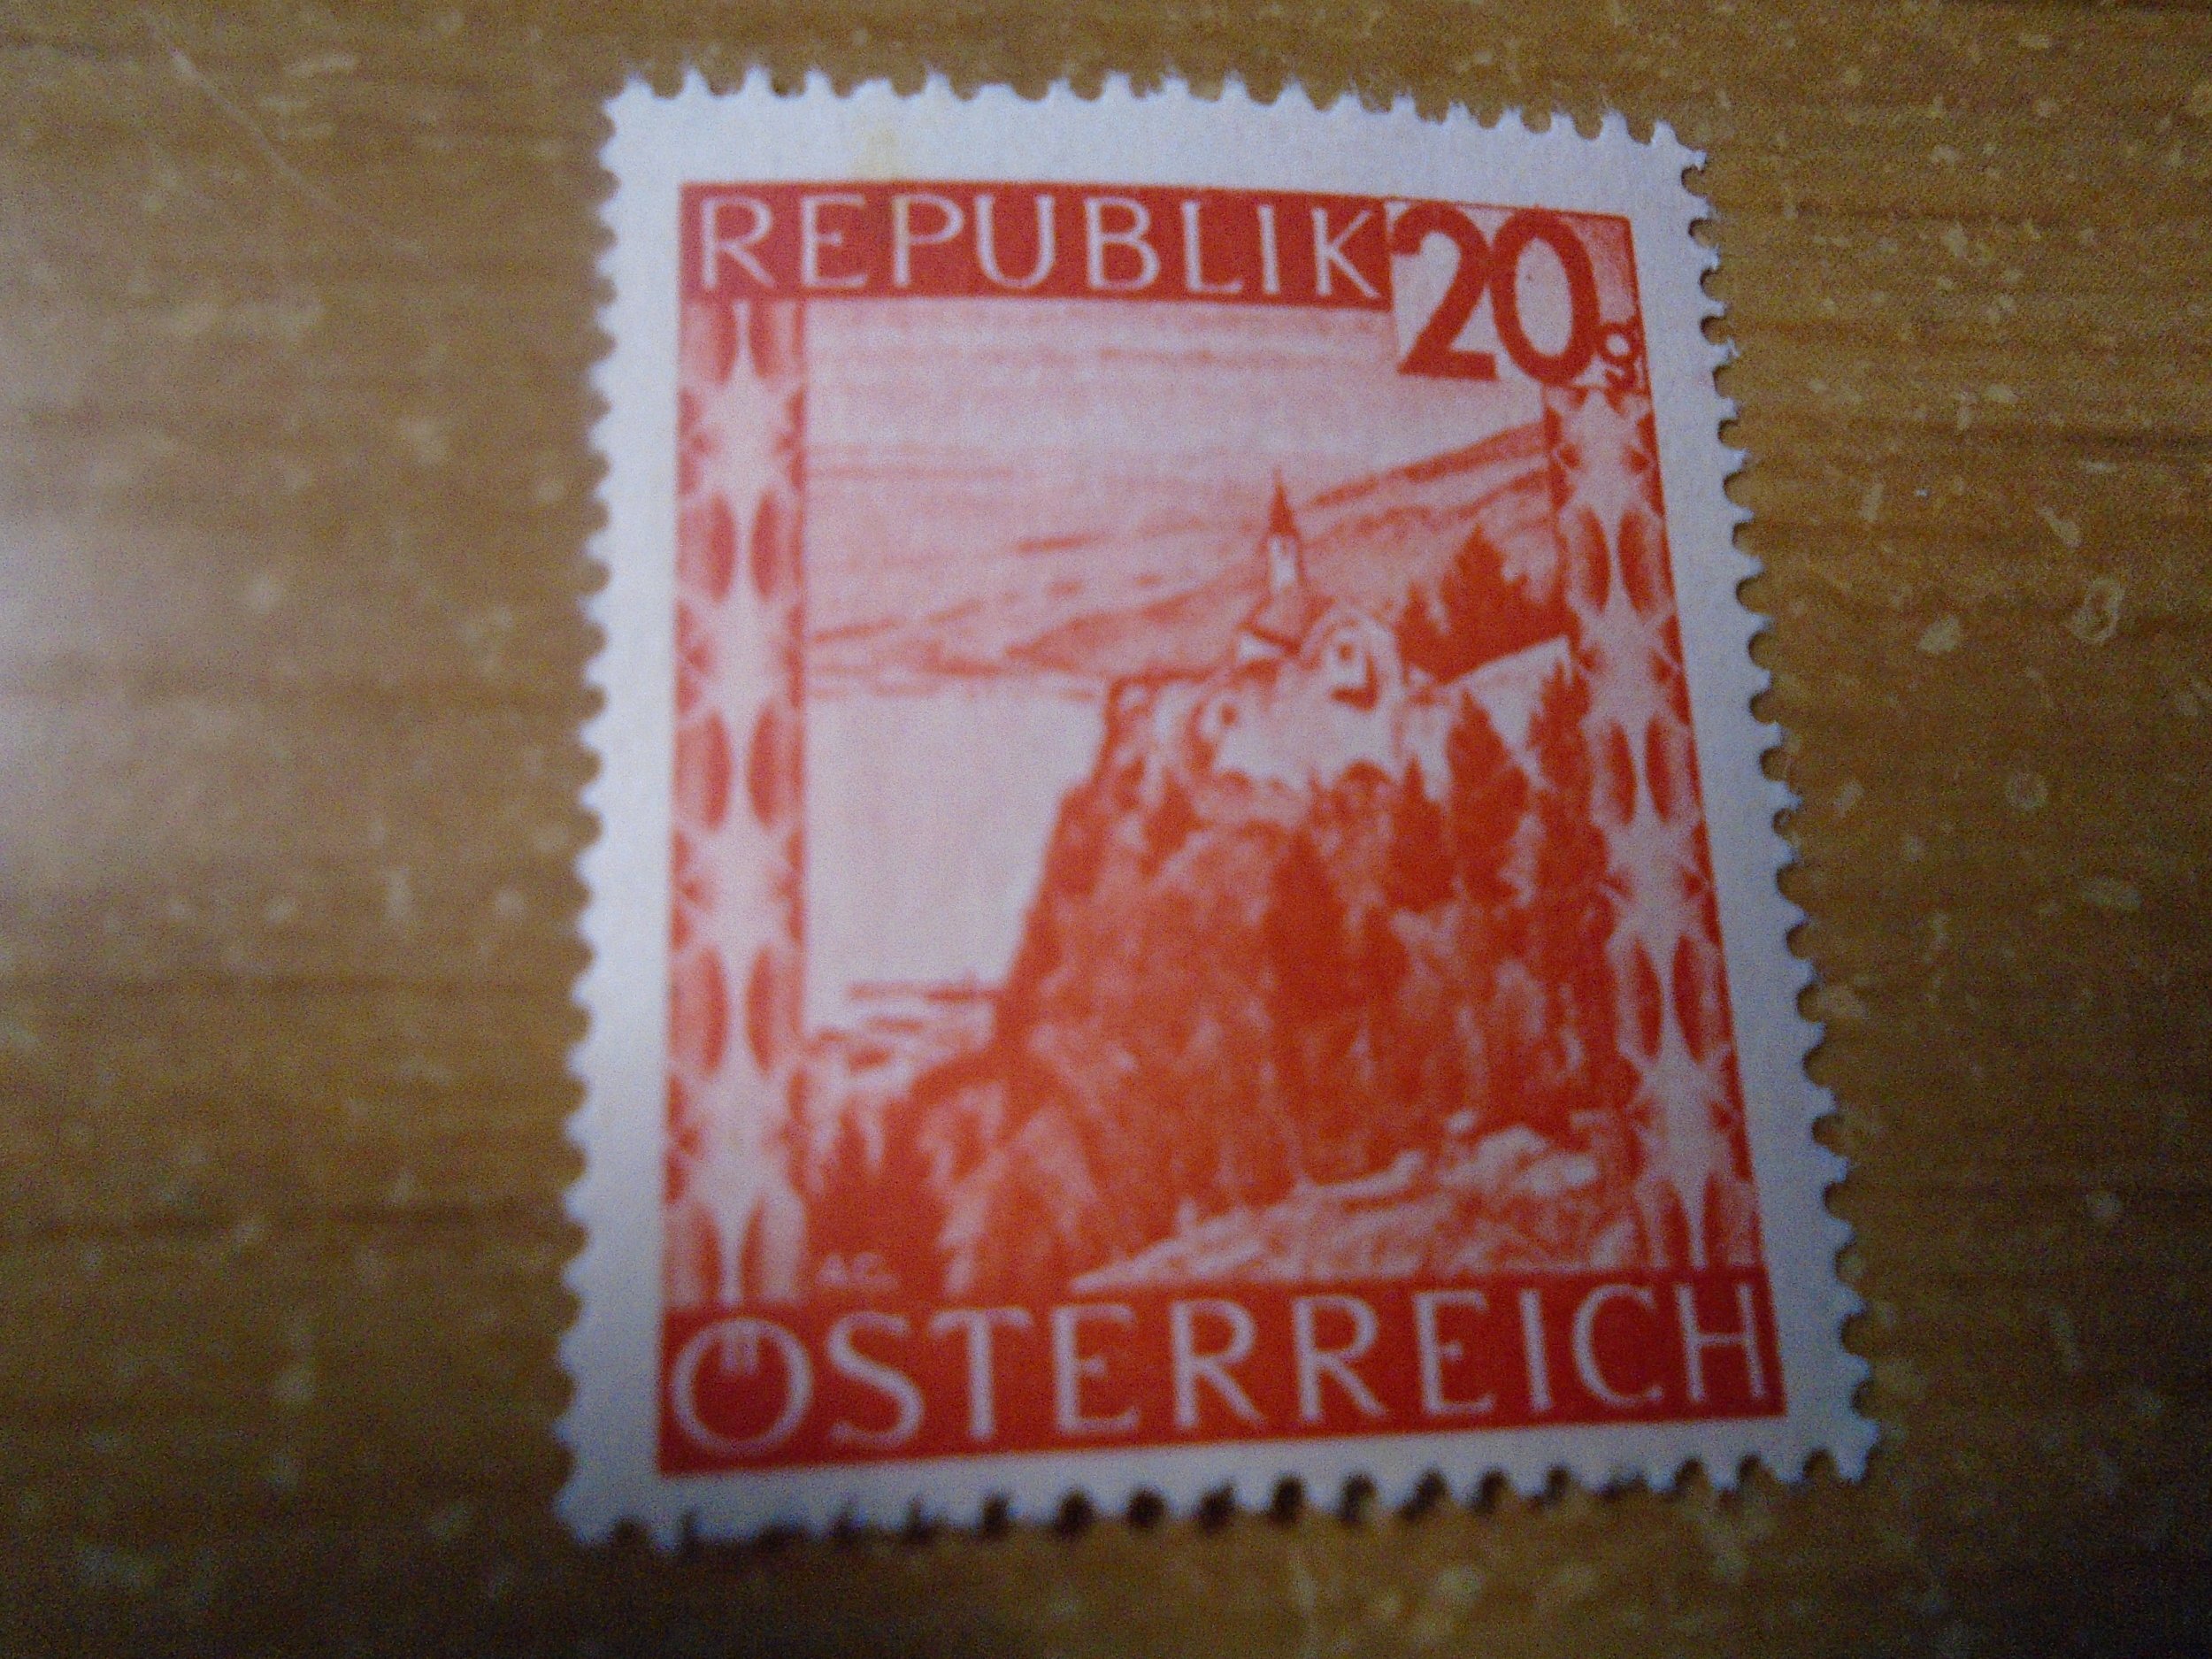 REPUBLIK 20g
A.C.
ÖSTERREICH